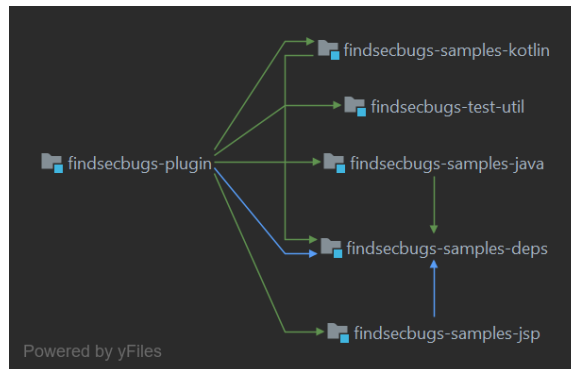 findsecbugs-samples-kotlin
findsecbugs-test-util
findsecbugs-plugin
findsecbugs-samples-java
findsecbugs-samples-deps
findsecbugs-samples-jsp
Powered by yFiles